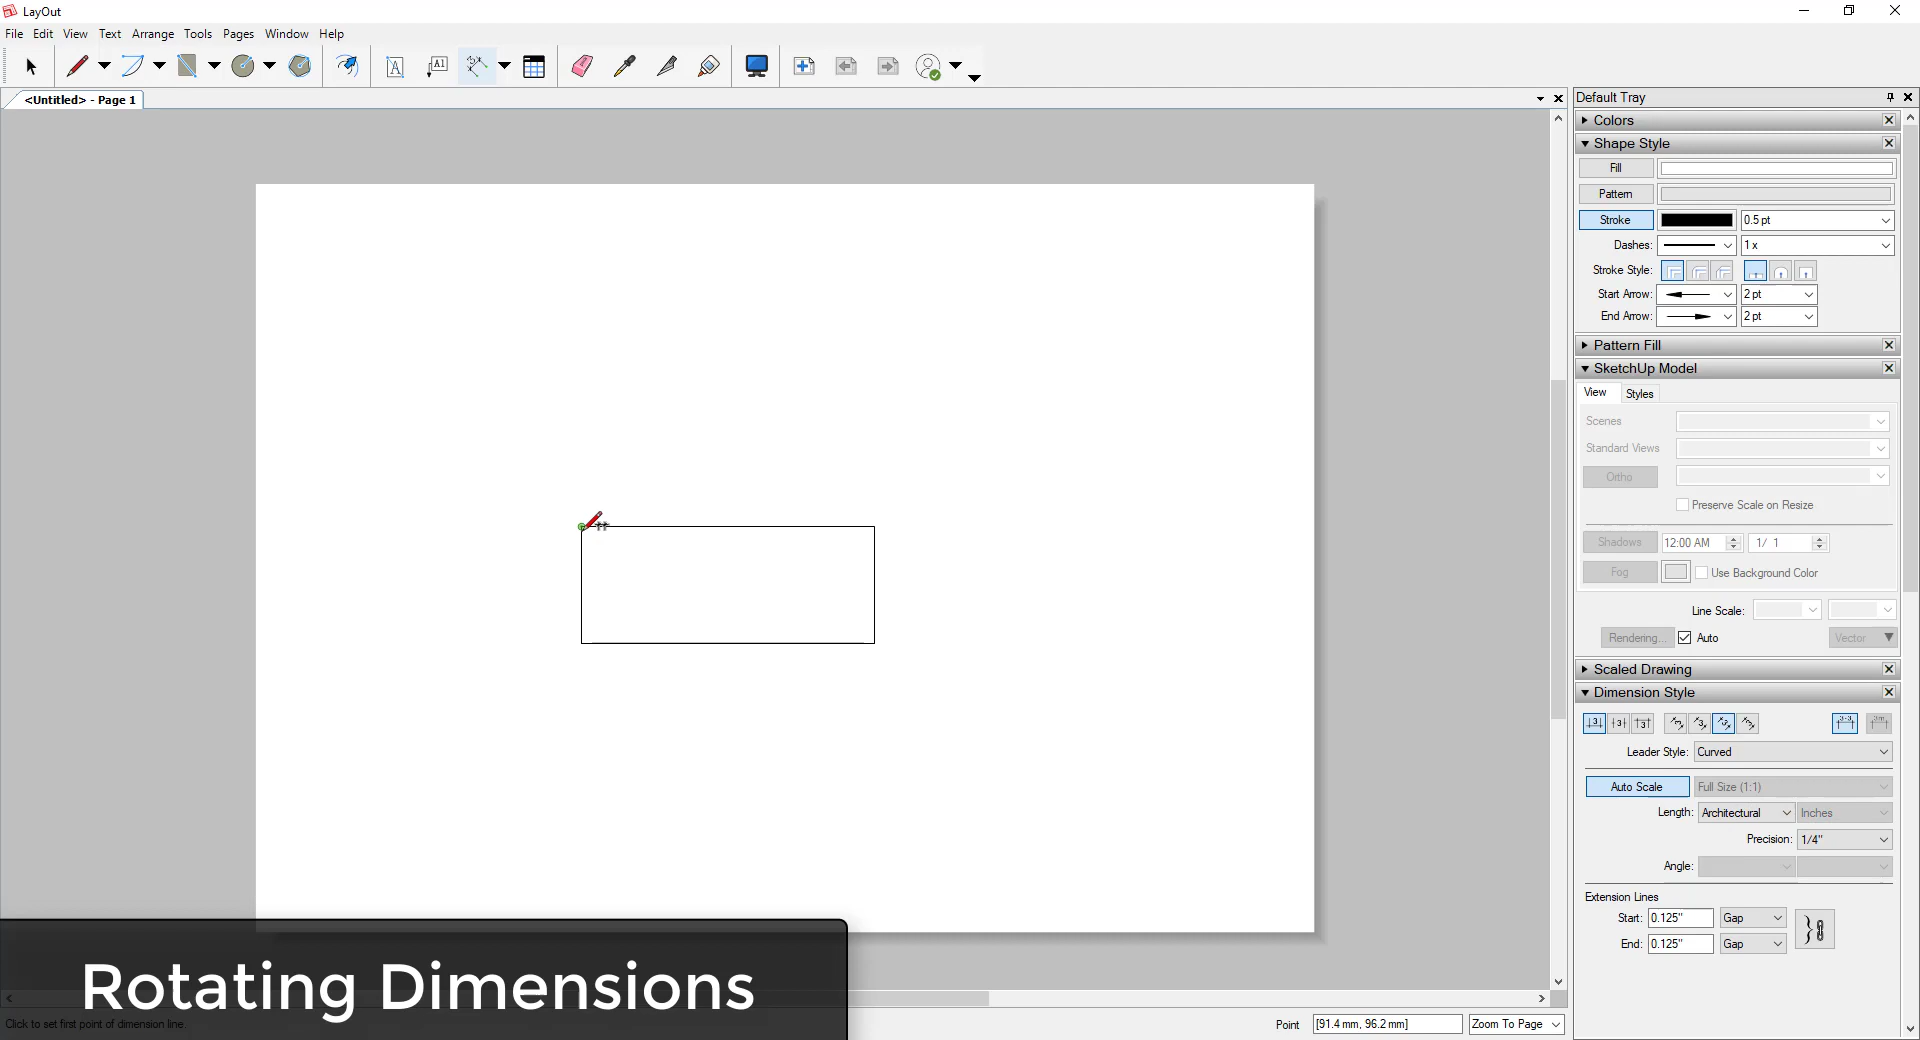 LayOut
File Edit View Text Arrange Tools Pages Window Help
<Untitled> - Page 1
Default Tray
Colors
Shape Style
Fill
Pattern
Stroke 0.5 pt
Dashes: 1 x
Stroke Style:
Start Arrow: 2 pt
End Arrow: 2 pt
Pattern Fill
SketchUp Model
View Styles
Scenes
Standard Views
Ortho
Preserve Scale on Resize
Shadows 12:00 AM 1/ 1
Fog Use Background Color
Line Scale:
Rendering... Auto Vector
Scaled Drawing
Dimension Style
Leader Style: Curved
Auto Scale Full Size (1:1)
Length: Architectural Inches
Precision: 1/4"
Angle:
Extension Lines
Start: 0.125" Gap
End: 0.125" Gap
Rotating Dimensions
Click to set first point of dimension line.
Point [91.4 mm, 96.2 mm] Zoom To Page